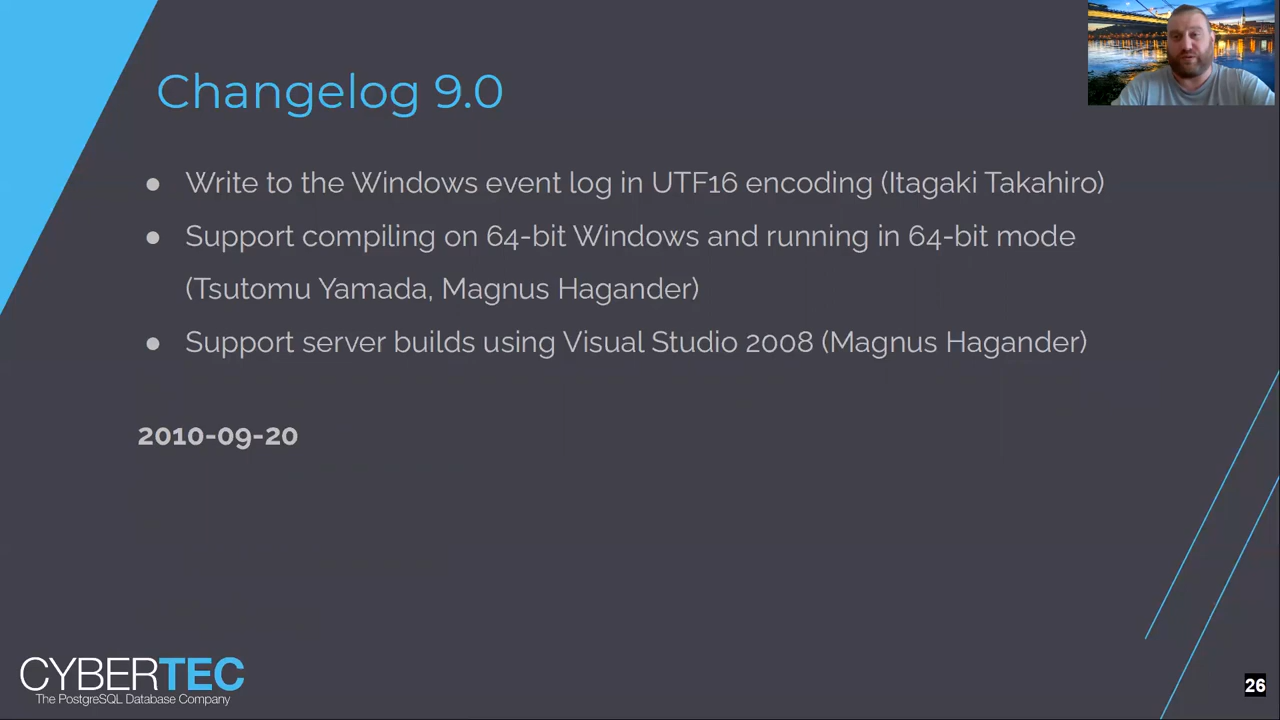 Changelog 9.0
● Write to the Windows event log in UTF16 encoding (Itagaki Takahiro)
● Support compiling on 64-bit Windows and running in 64-bit mode
(Tsutomu Yamada, Magnus Hagander)
● Support server builds using Visual Studio 2008 (Magnus Hagander)
2010-09-20
CYBERTEC
The PostgreSQL Database Company
26